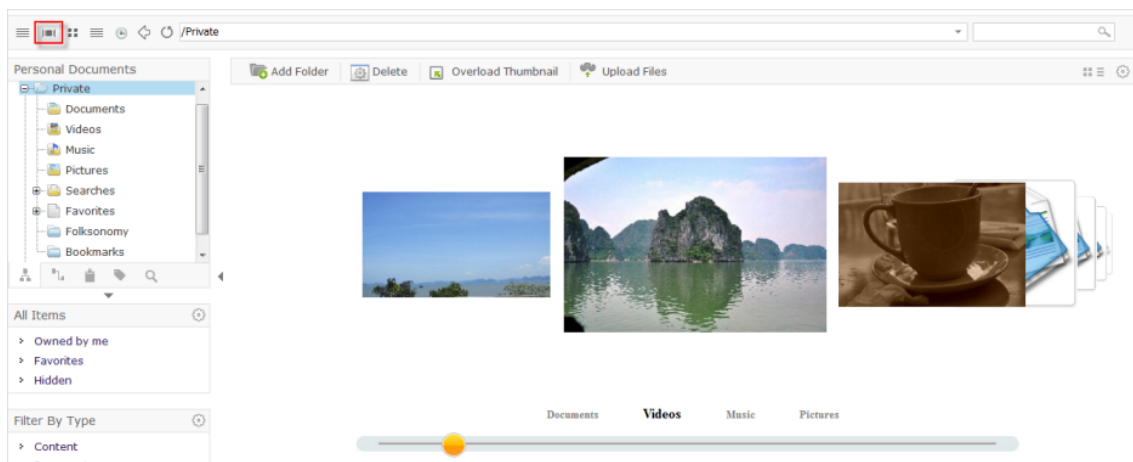 /Private
Personal Documents
Private
Documents
Videos
Music
Pictures
Searches
Favorites
Folksonomy
Bookmarks
All Items
Owned by me
Favorites
Hidden
Filter By Type
Content
Add Folder Delete Overload Thumbnail Upload Files
Documents Videos Music Pictures